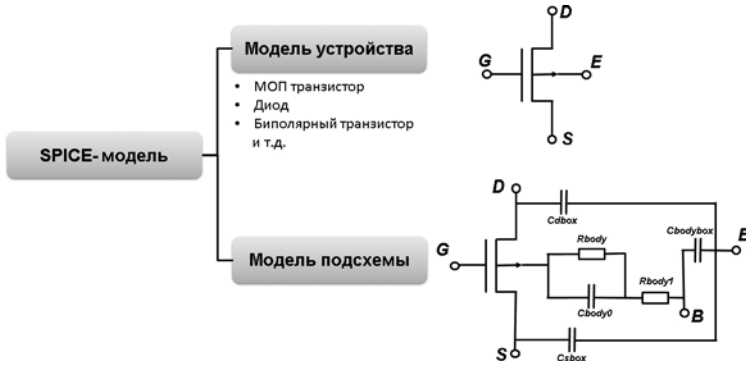 SPICE- модель
Модель устройства
• МОП транзистор
• Диод
• Биполярный транзистор
и т.д.
D
G
E
S
Модель подсхемы
D
Cdbox
Cbodybox
G
Rbody
E
Rbody1
Cbody0
B
S
Csbox